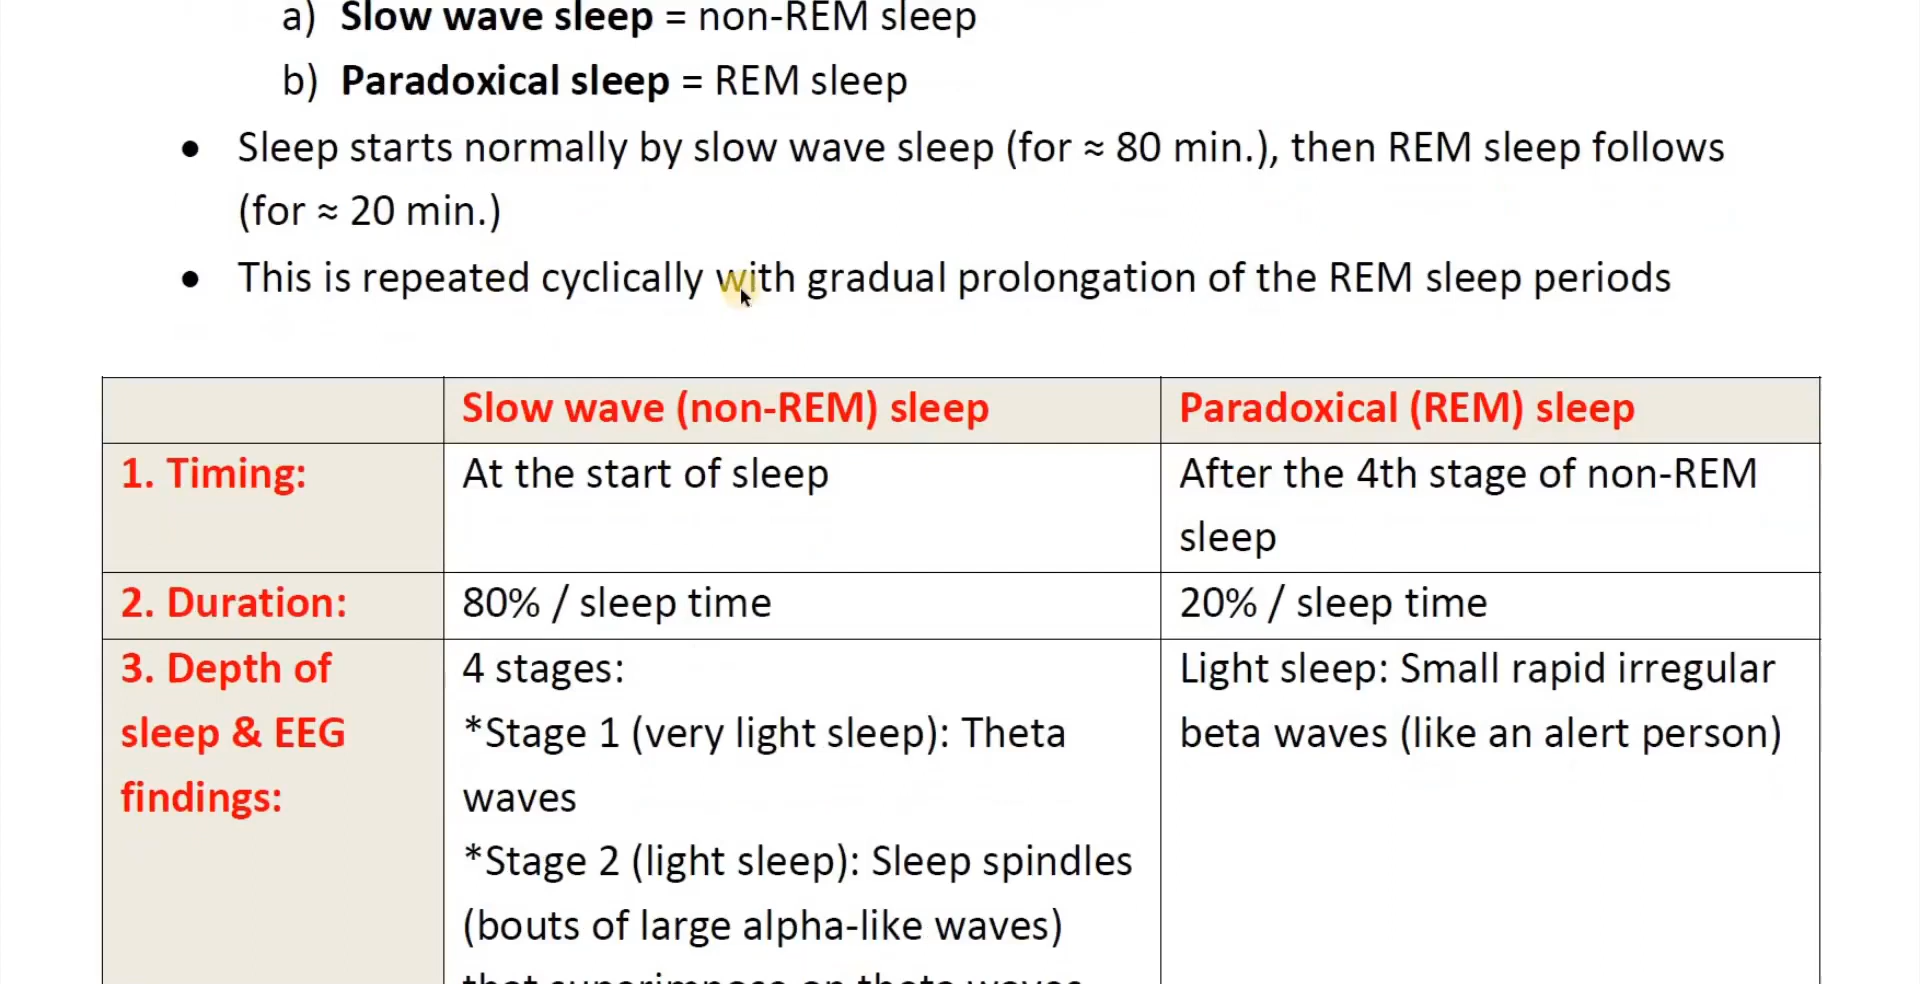 a) Slow wave sleep = non-REM sleep
b) Paradoxical sleep = REM sleep
• Sleep starts normally by slow wave sleep (for ≈ 80 min.), then REM sleep follows
(for ≈ 20 min.)
• This is repeated cyclically with gradual prolongation of the REM sleep periods
Slow wave (non-REM) sleep
Paradoxical (REM) sleep
1. Timing:
At the start of sleep
After the 4th stage of non-REM
sleep
2. Duration:
80% / sleep time
20% / sleep time
3. Depth of
sleep & EEG
findings:
4 stages:
*Stage 1 (very light sleep): Theta
waves
*Stage 2 (light sleep): Sleep spindles
(bouts of large alpha-like waves)
that superimpose on theta waves
Light sleep: Small rapid irregular
beta waves (like an alert person)